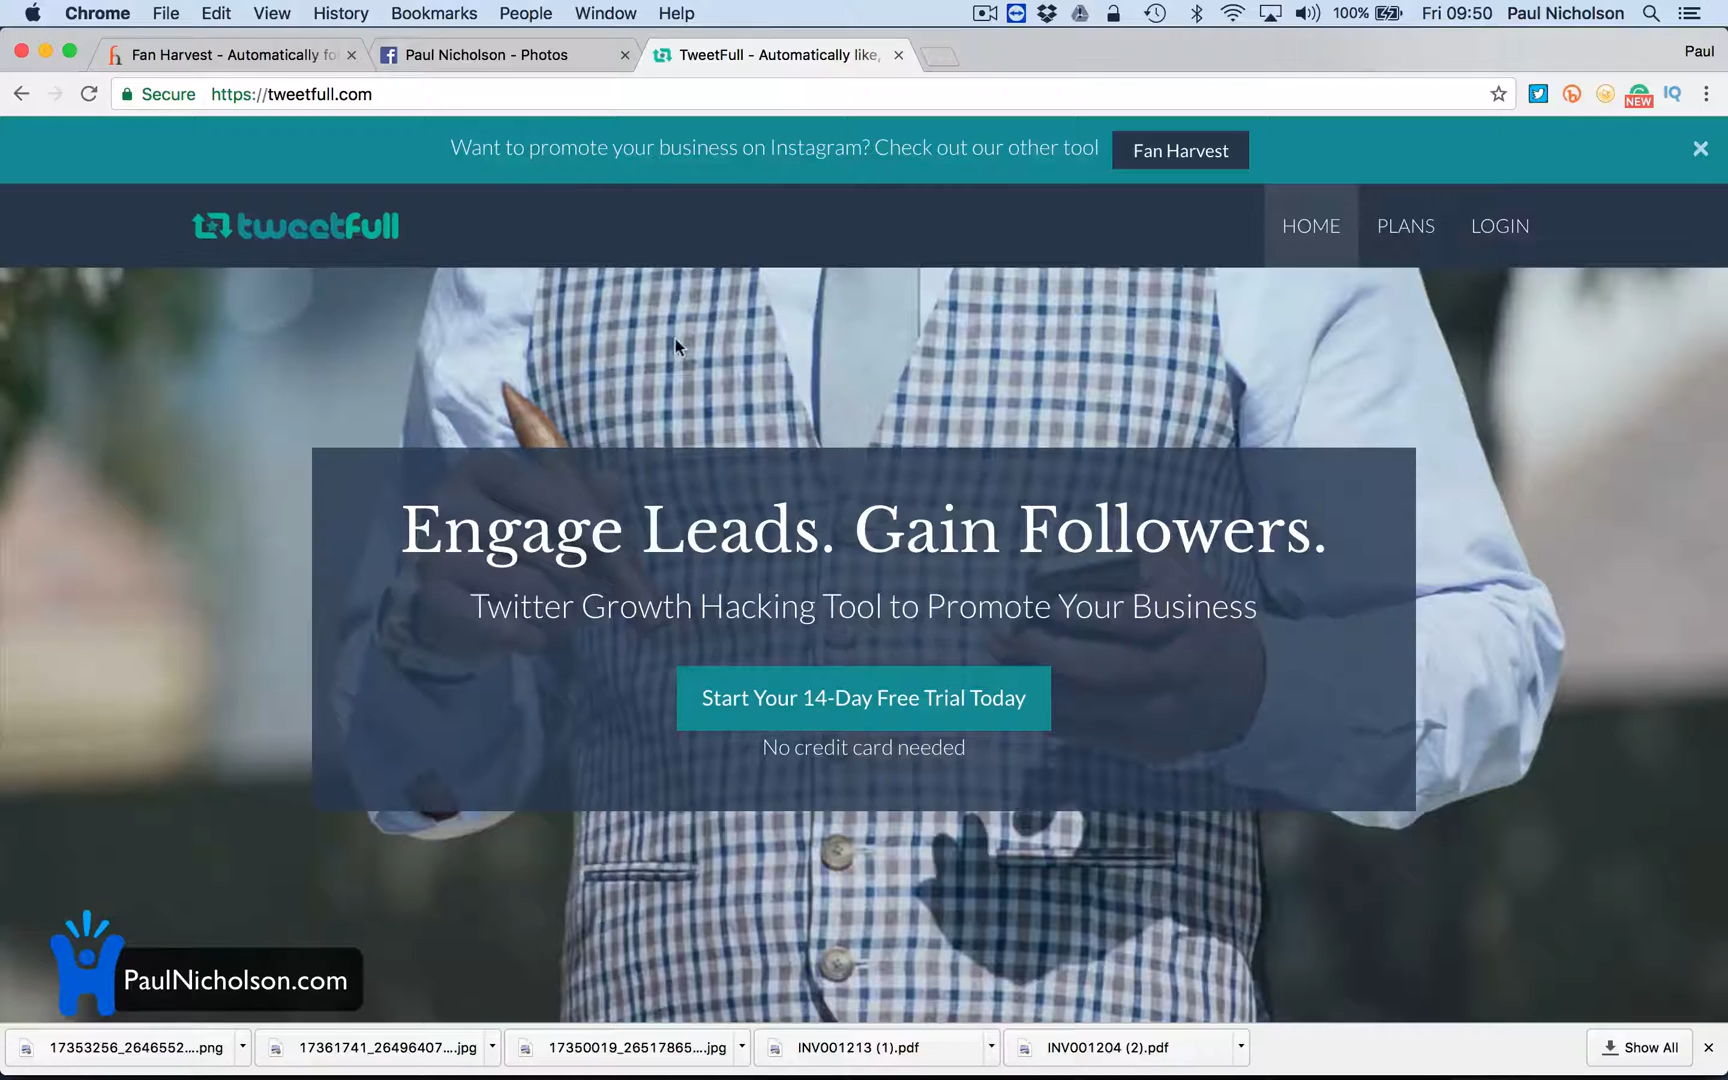 Chrome File Edit View History Bookmarks People Window Help 100% Fri 09:50 Paul Nicholson
Fan Harvest - Automatically fo Paul Nicholson - Photos TweetFull - Automatically like, Paul
Secure https://tweetfull.com NEW IQ
Want to promote your business on Instagram? Check out our other tool Fan Harvest
tweetfull HOME PLANS LOGIN
Engage Leads. Gain Followers.
Twitter Growth Hacking Tool to Promote Your Business
Start Your 14-Day Free Trial Today
No credit card needed
PaulNicholson.com
17353256_2646552....png 17361741_26496407....jpg 17350019_26517865....jpg INV001213 (1).pdf INV001204 (2).pdf Show All